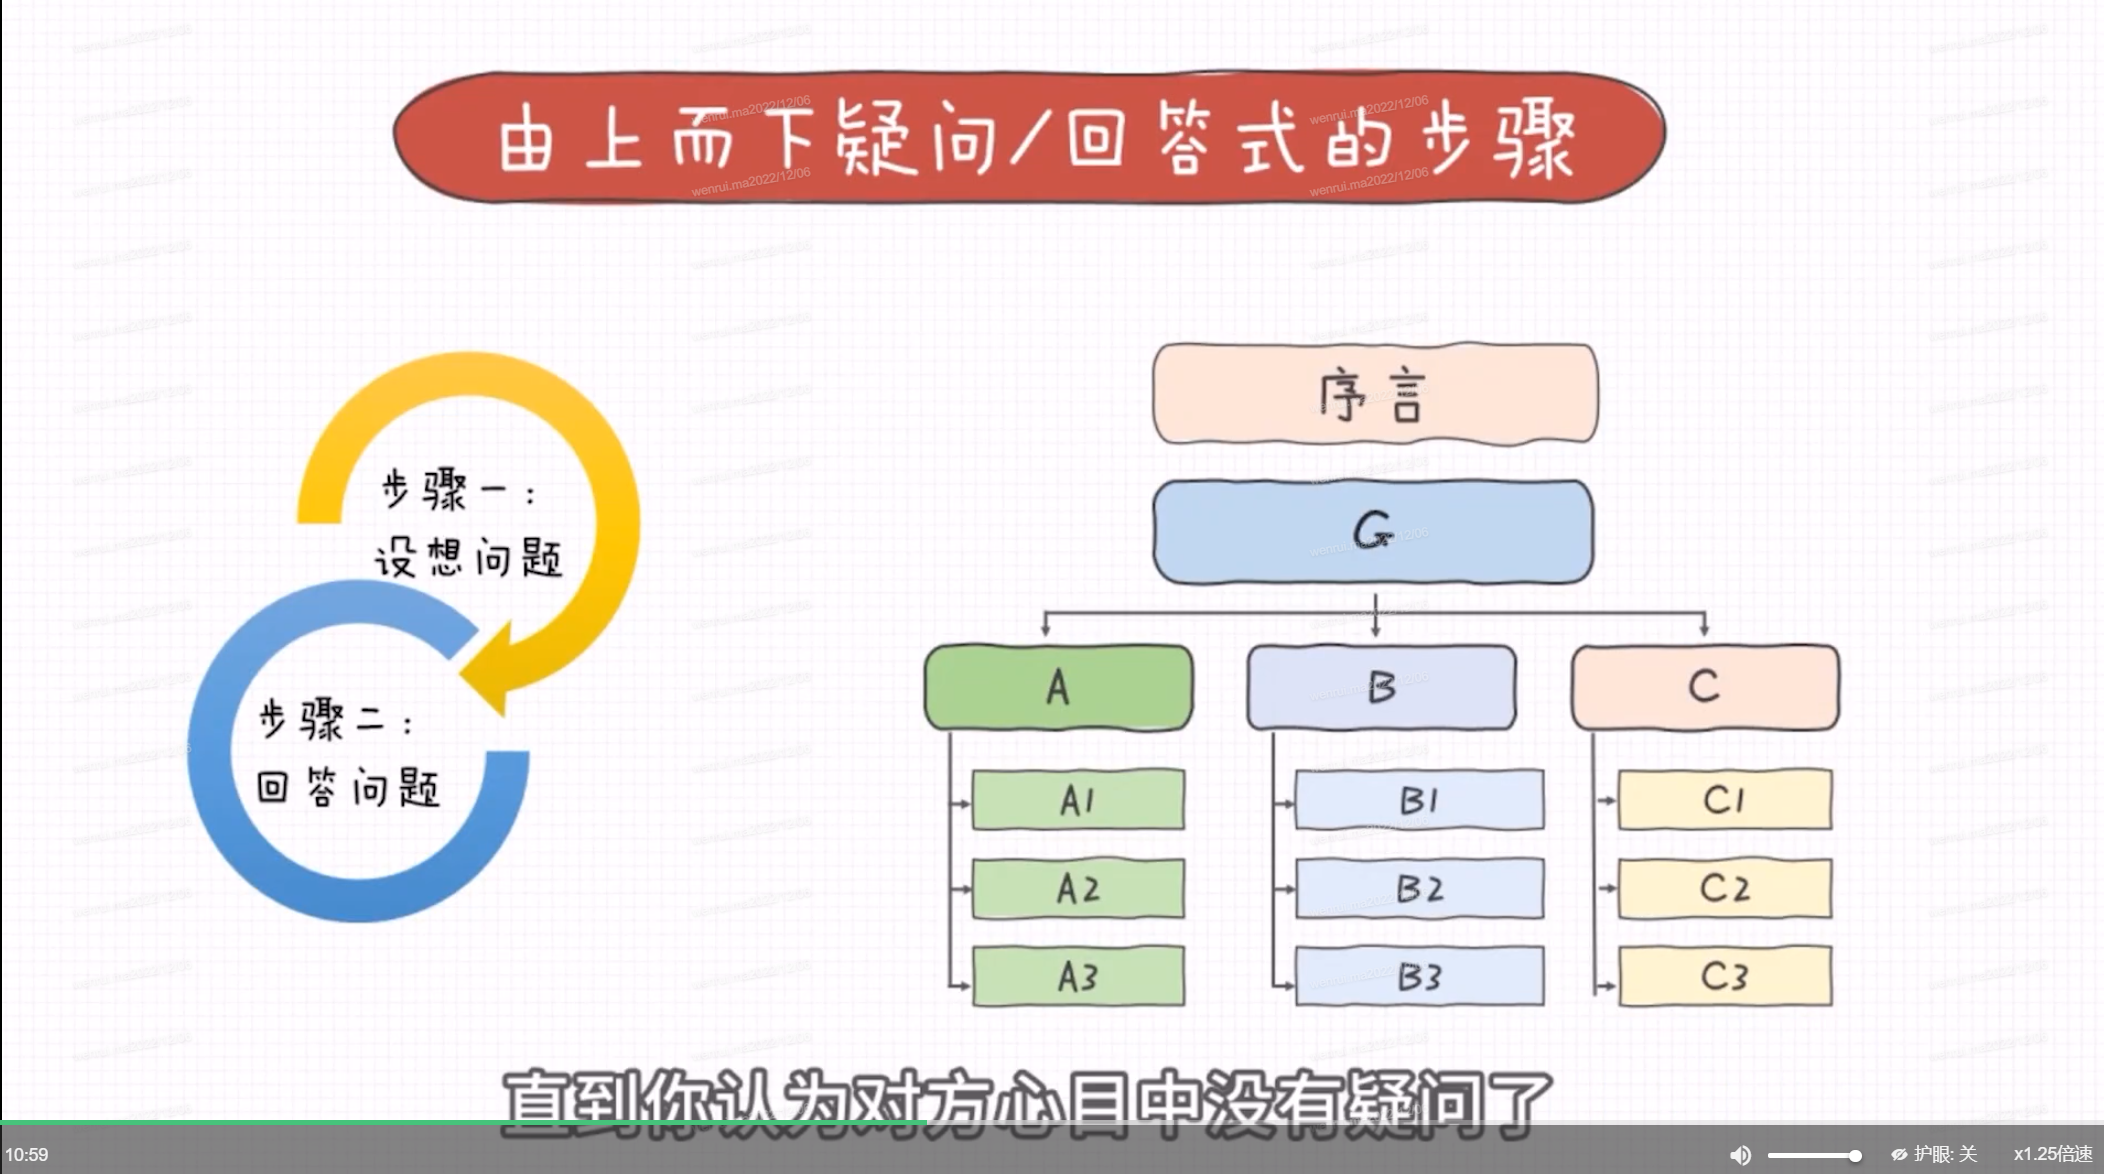 由上而下疑问/回答式的步骤
步骤一：
设想问题
步骤二：
回答问题
序言
G
A
B
C
A1
B1
C1
A2
B2
C2
A3
B3
C3
直到你认为对方心目中没有疑问了
10:59
护眼: 关
x1.25倍速
wenrui.ma2022/12/06